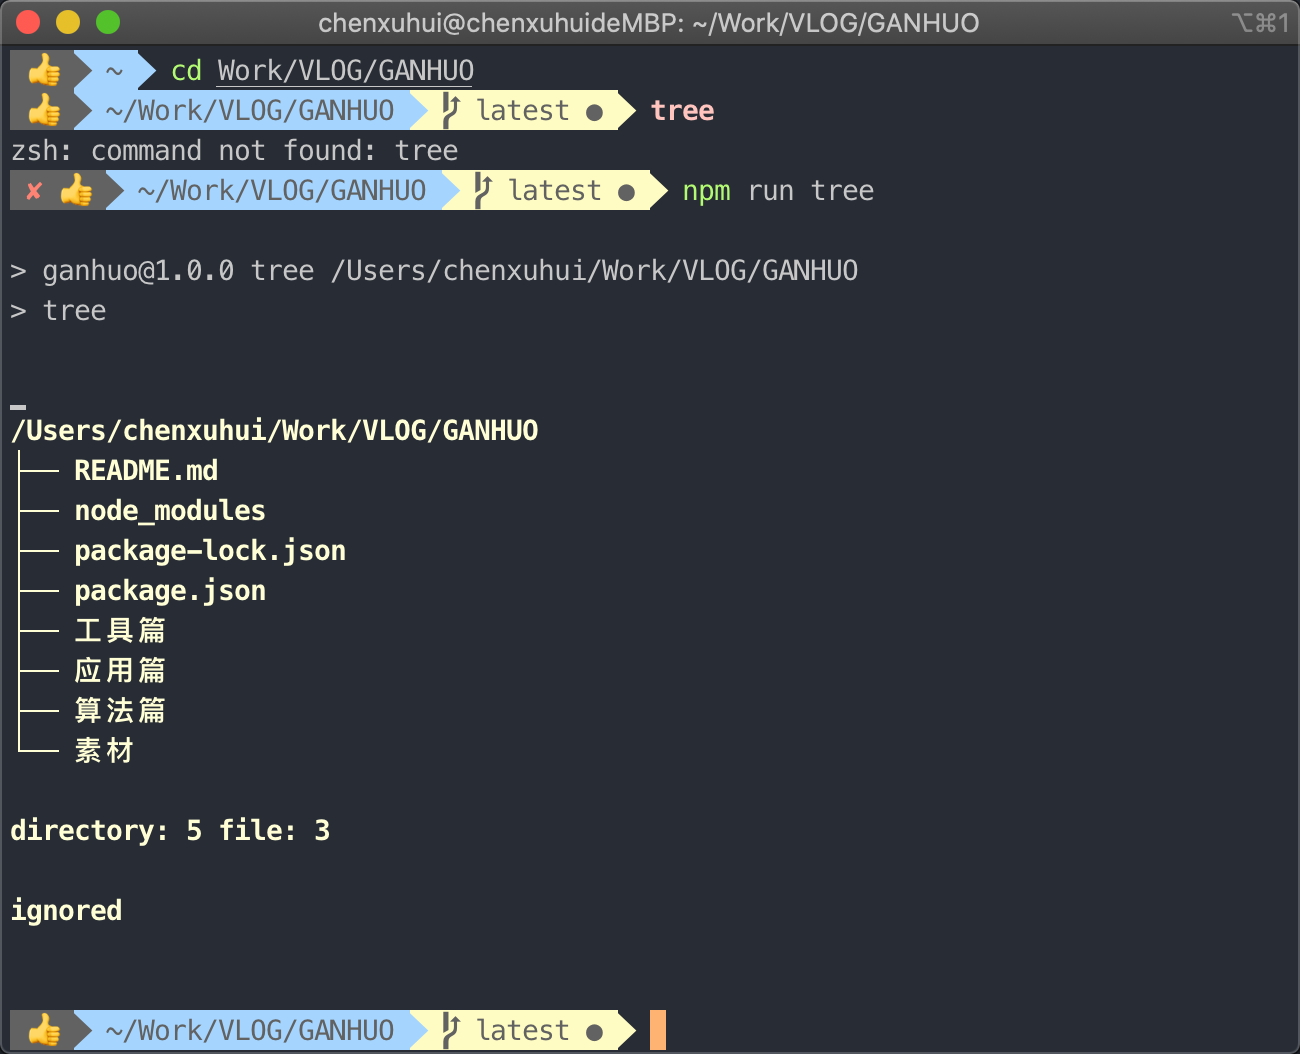 chenxuhui@chenxuhuideMBP: ~/Work/VLOG/GANHUO ⌥⌘1
👍 ~ cd Work/VLOG/GANHUO
👍 ~/Work/VLOG/GANHUO latest ● tree
zsh: command not found: tree
✘ 👍 ~/Work/VLOG/GANHUO latest ● npm run tree
> ganhuo@1.0.0 tree /Users/chenxuhui/Work/VLOG/GANHUO
> tree
/Users/chenxuhui/Work/VLOG/GANHUO
├── README.md
├── node_modules
├── package-lock.json
├── package.json
├── 工具篇
├── 应用篇
├── 算法篇
└── 素材
directory: 5 file: 3
ignored
👍 ~/Work/VLOG/GANHUO latest ●